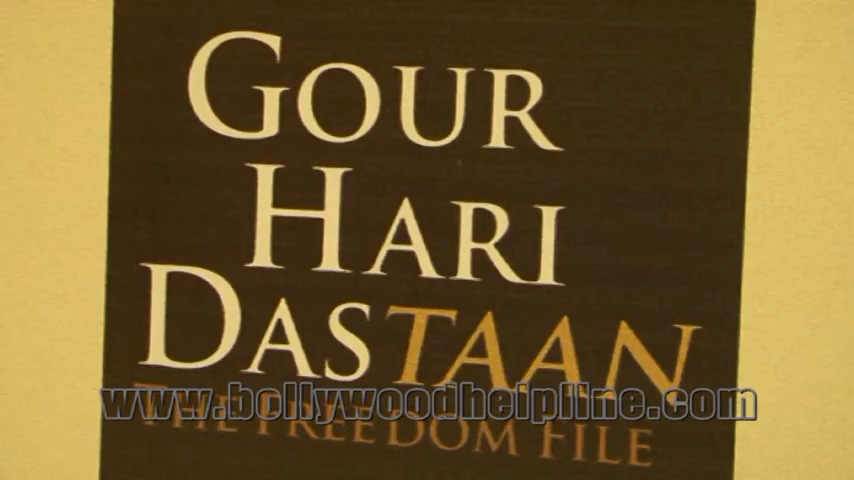 GOUR
HARI
DASTAAN
www.bollywoodhelpline.com
THE FREEDOM FILE